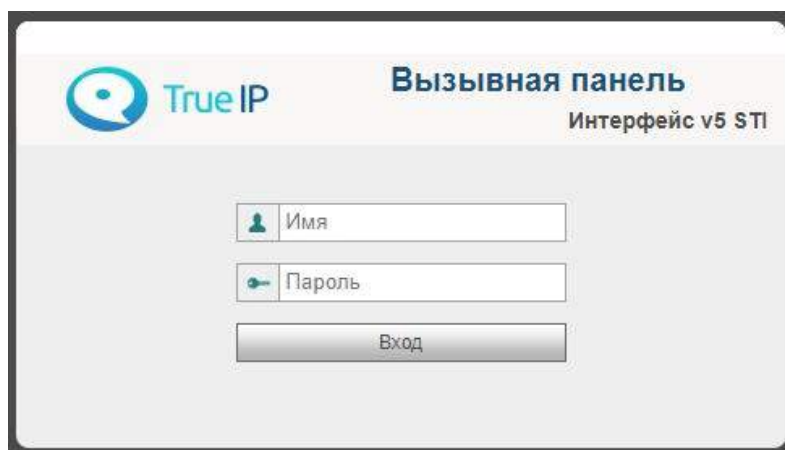 True IP
Вызывная панель
Интерфейс v5 STI
Имя
Пароль
Вход